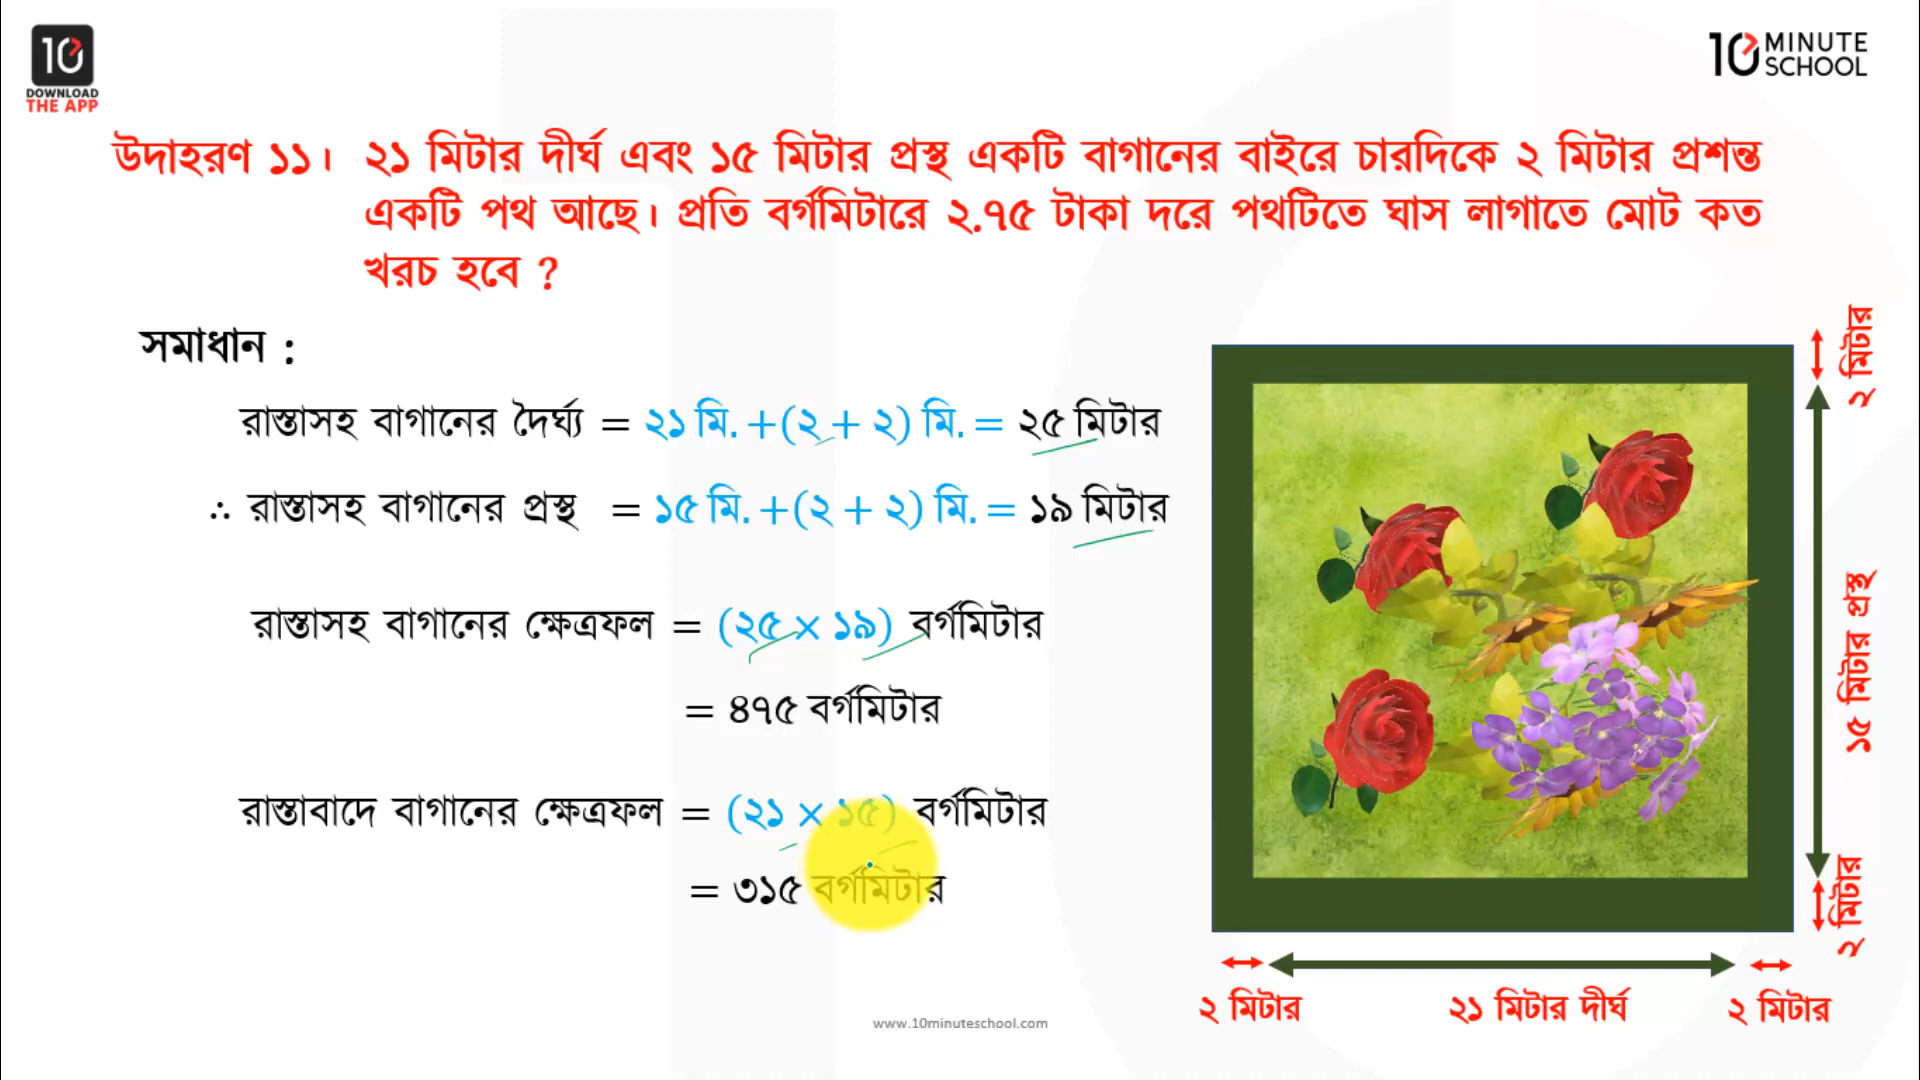 10
DOWNLOAD
THE APP
10 MINUTE
SCHOOL
উদাহরণ ১১। ২১ মিটার দীর্ঘ এবং ১৫ মিটার প্রস্থ একটি বাগানের বাইরে চারদিকে ২ মিটার প্রশস্ত
একটি পথ আছে। প্রতি বর্গমিটারে ২.৭৫ টাকা দরে পথটিতে ঘাস লাগাতে মোট কত
খরচ হবে ?
সমাধান :
রাস্তাসহ বাগানের দৈর্ঘ্য = ২১ মি. +(২ + ২) মি. = ২৫ মিটার
∴ রাস্তাসহ বাগানের প্রস্থ = ১৫ মি. +(২ + ২) মি. = ১৯ মিটার
রাস্তাসহ বাগানের ক্ষেত্রফল = (২৫ × ১৯) বর্গমিটার
= ৪৭৫ বর্গমিটার
রাস্তাবাদে বাগানের ক্ষেত্রফল = (২১ × ১৫) বর্গমিটার
= ৩১৫ বর্গমিটার
২ মিটার
১৫ মিটার প্রস্থ
২ মিটার
২ মিটার
২১ মিটার দীর্ঘ
২ মিটার
www.10minuteschool.com